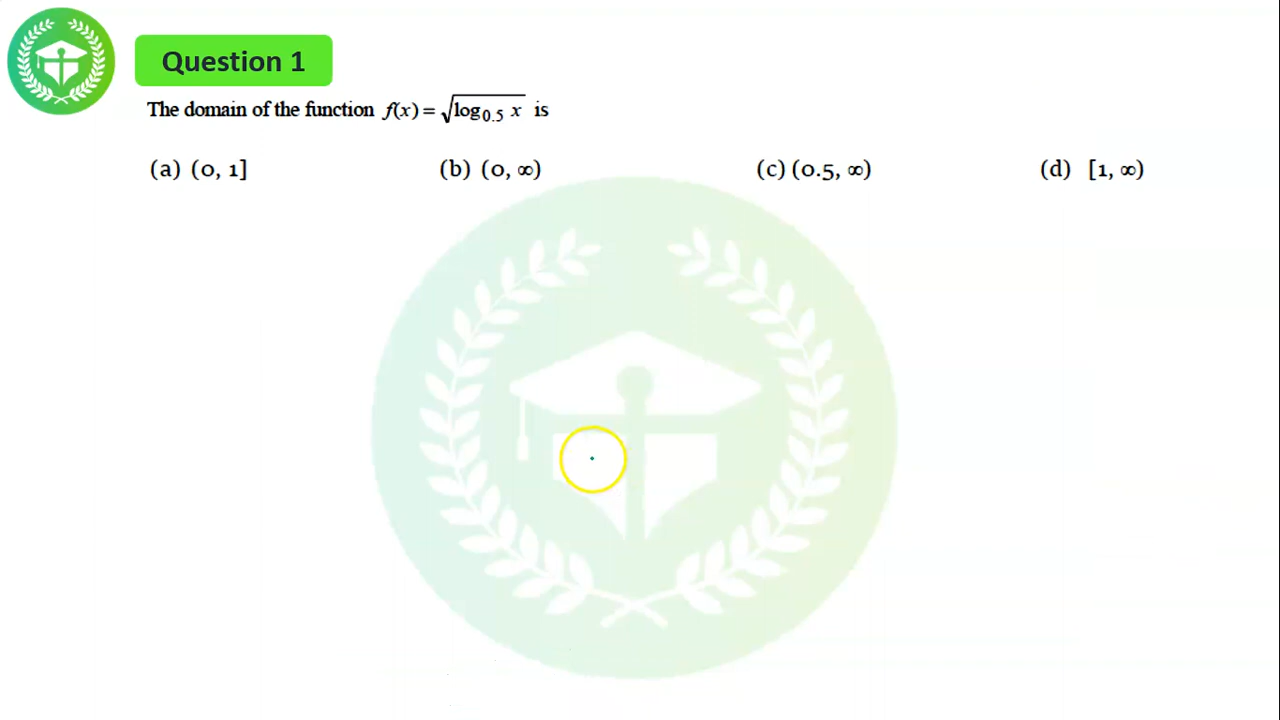 Question 1
The domain of the function f(x) = √log₀.₅ x is
(a) (0, 1] (b) (0, ∞) (c) (0.5, ∞) (d) [1, ∞)